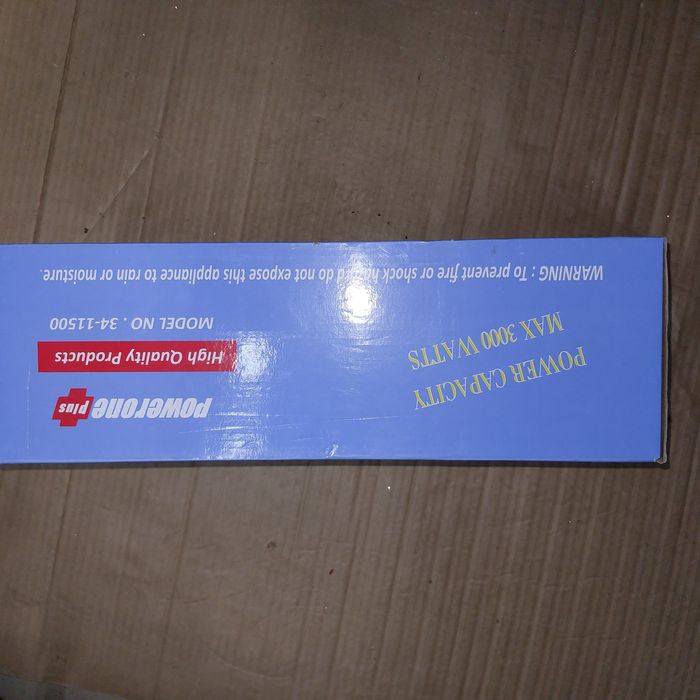 POWER CAPACITY
MAX 3000 WATTS
powerone plus
High Quality Products
MODEL NO . 34-11500
WARNING : To prevent fire or shock hazard do not expose this appliance to rain or moisture.